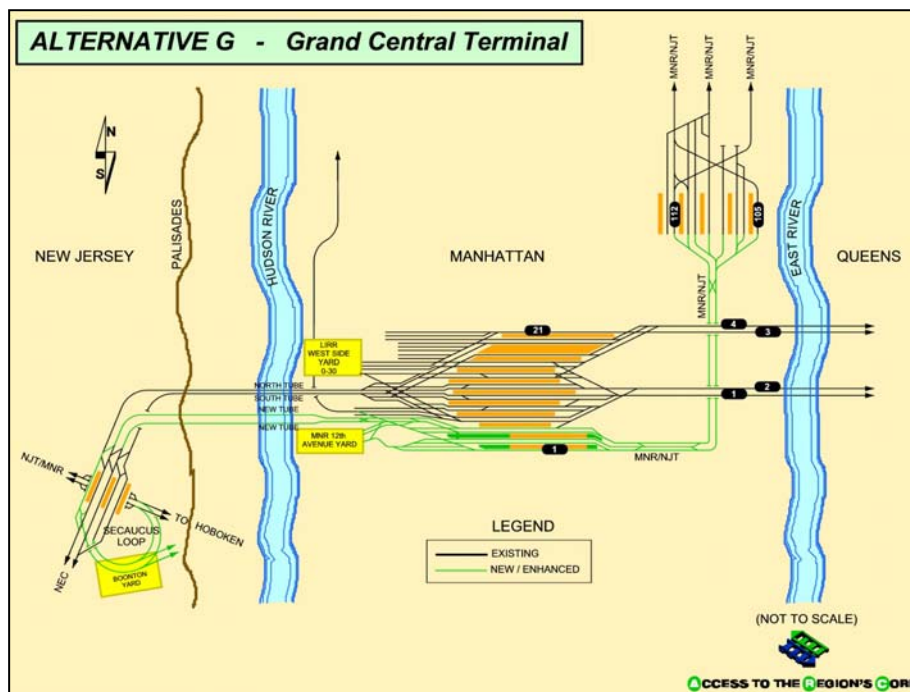 ALTERNATIVE G - Grand Central Terminal
MNR/NJT
MNR/NJT
MNR/NJT
N
S
PALISADES
HUDSON RIVER
112
105
EAST RIVER
NEW JERSEY
MANHATTAN
QUEENS
MNR/NJT
21
4
3
LIRR
WEST SIDE
YARD
0-30
NORTH TUBE
SOUTH TUBE
NEW TUBE
NEW TUBE
2
1
MNR 12th
AVENUE YARD
1
MNR/NJT
NJT/MNR
TO HOBOKEN
SECAUCUS
LOOP
BOONTON
YARD
NEC
LEGEND
EXISTING
NEW / ENHANCED
(NOT TO SCALE)
ACCESS TO THE REGION'S COR